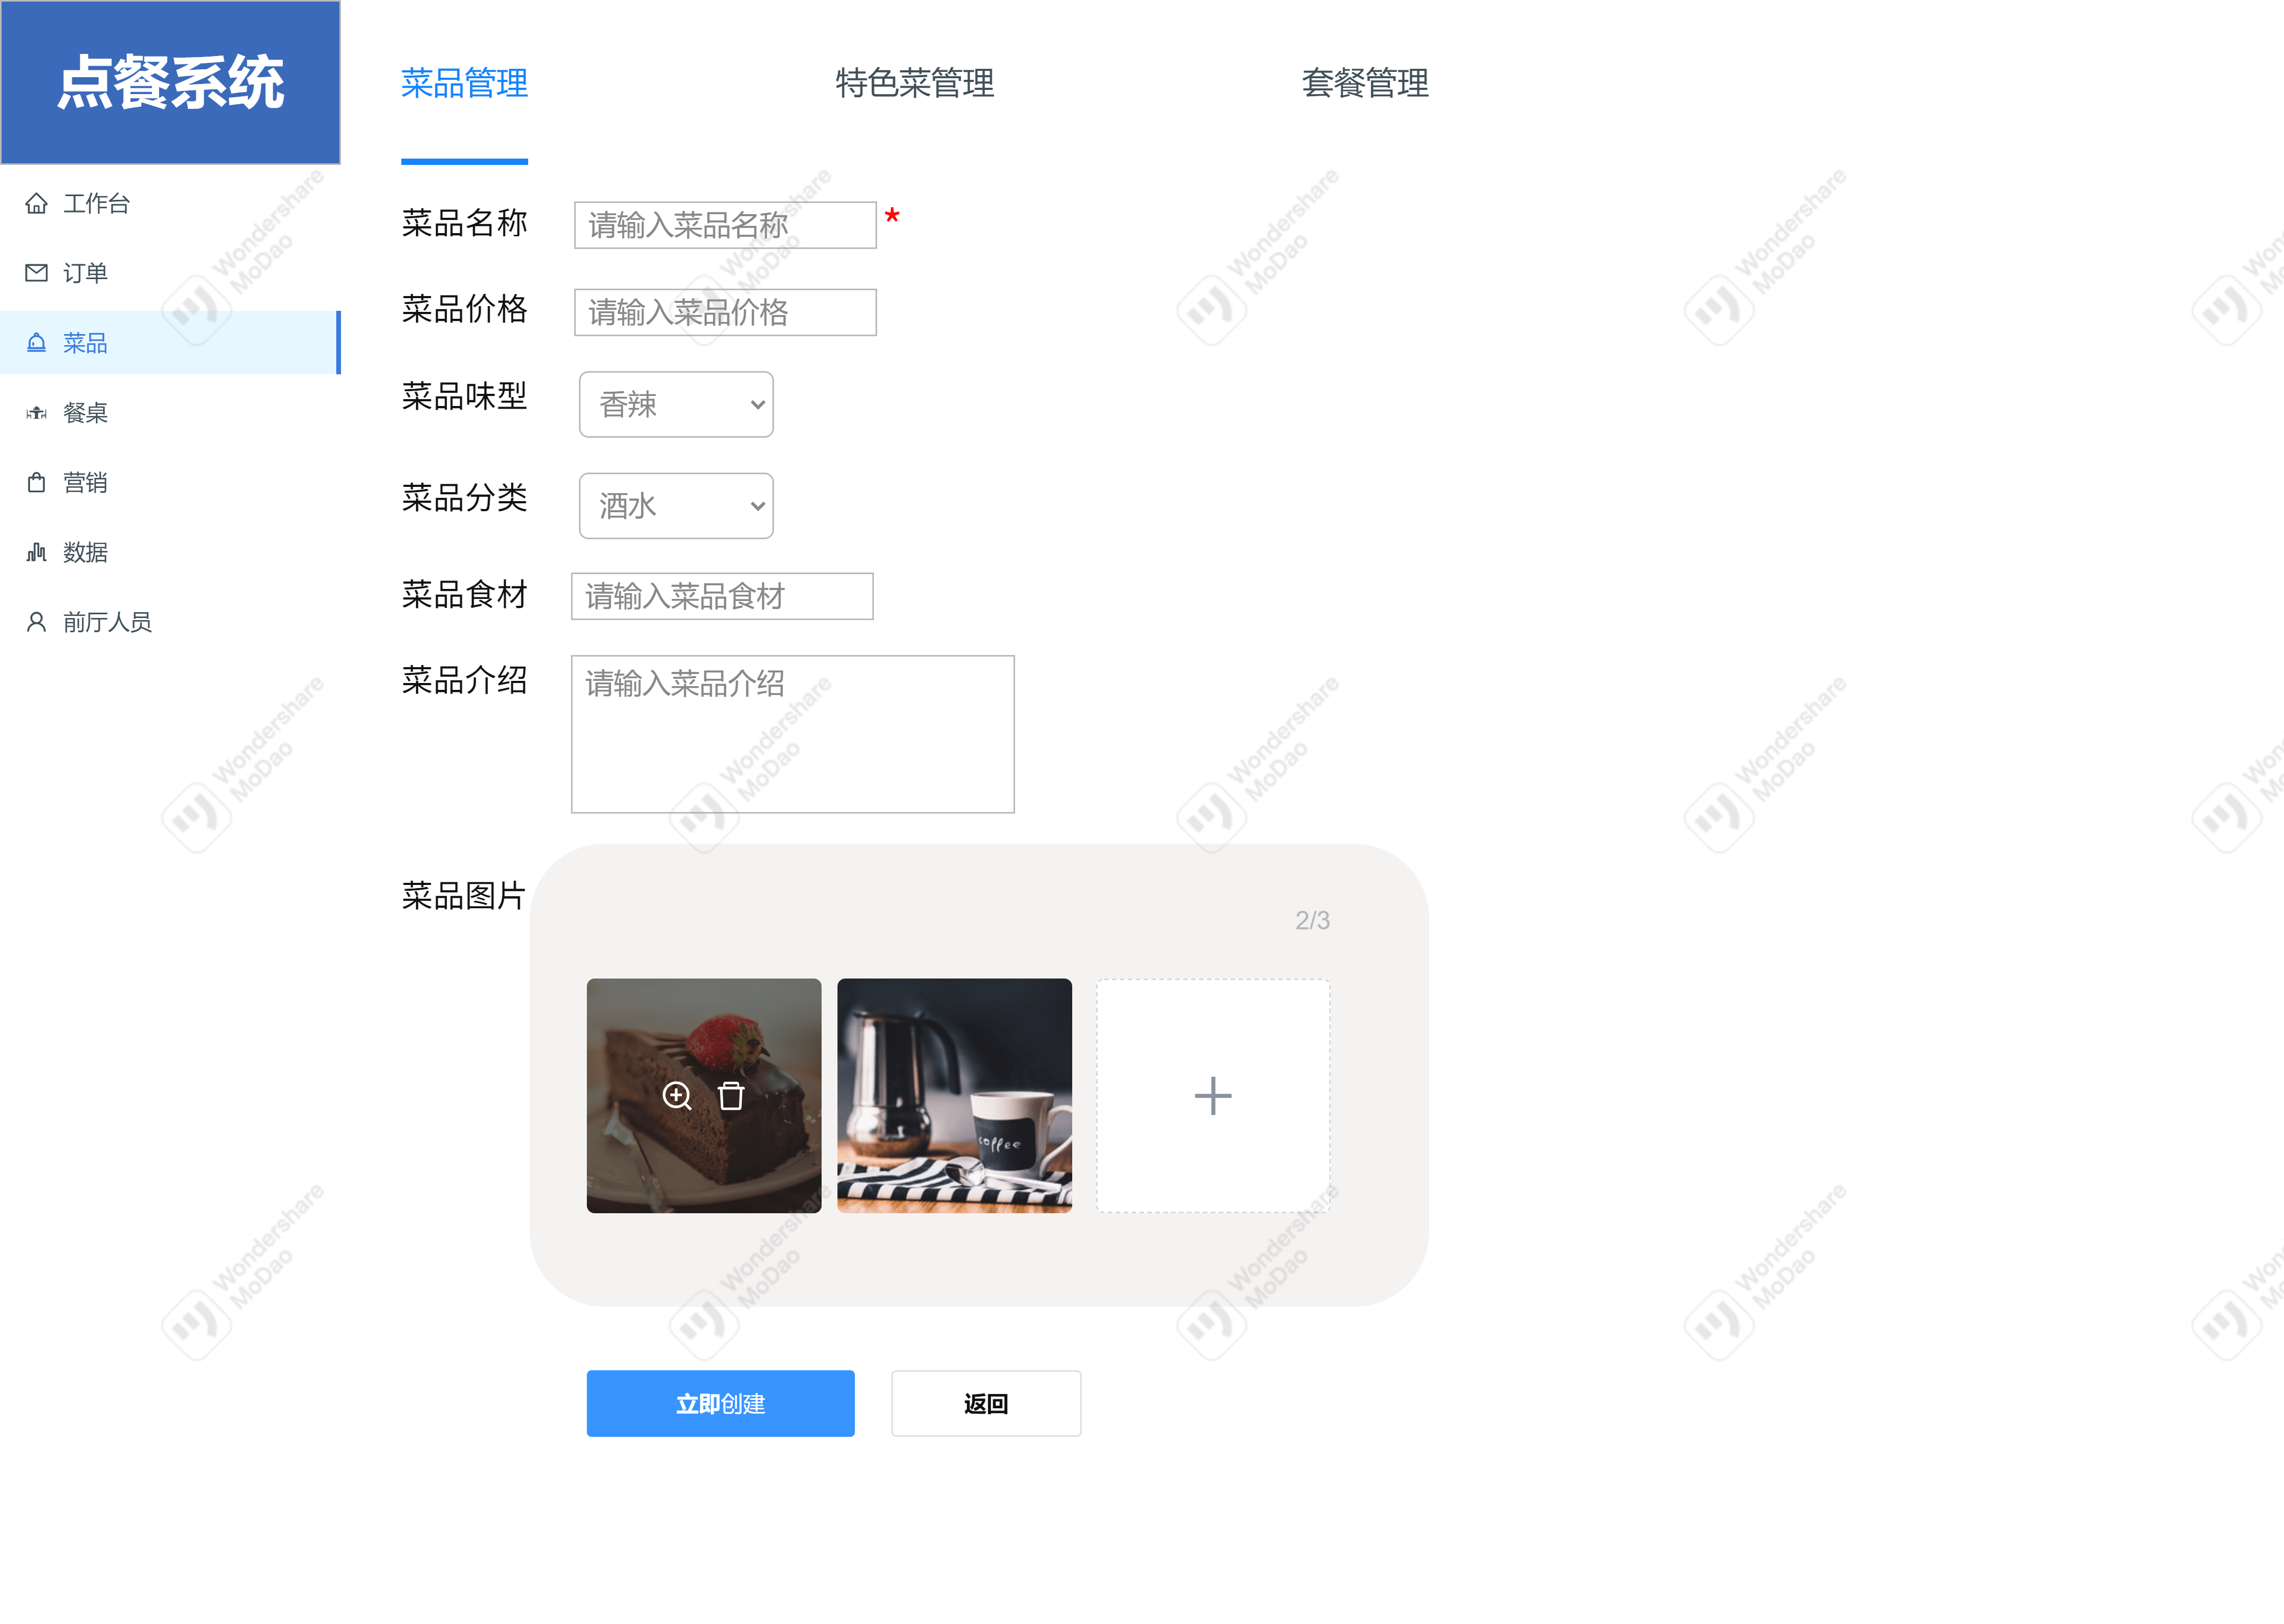 点餐系统
菜品管理
特色菜管理
套餐管理
工作台
订单
菜品
餐桌
营销
数据
前厅人员
菜品名称
请输入菜品名称
*
菜品价格
请输入菜品价格
菜品味型
香辣
菜品分类
酒水
菜品食材
请输入菜品食材
菜品介绍
请输入菜品介绍
菜品图片
2/3
coffee
立即创建
返回
Wondershare
MoDao